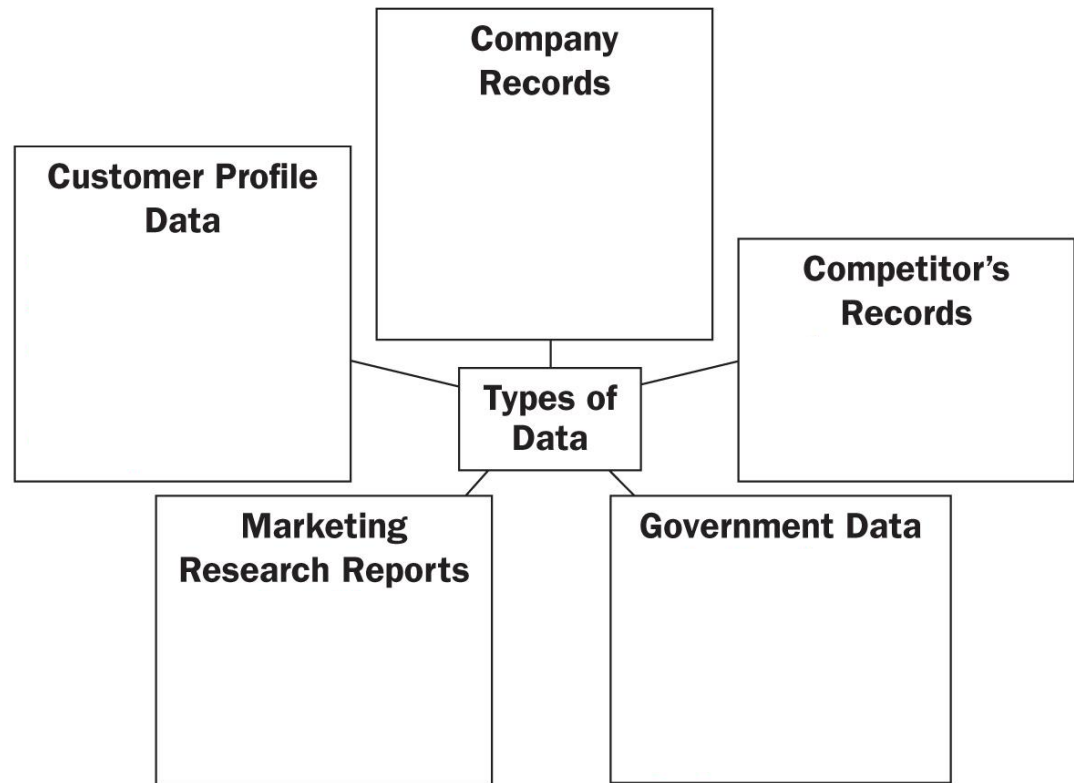 Company
Records
Customer Profile
Data
Competitor’s
Records
Types of
Data
Marketing
Research Reports
Government Data